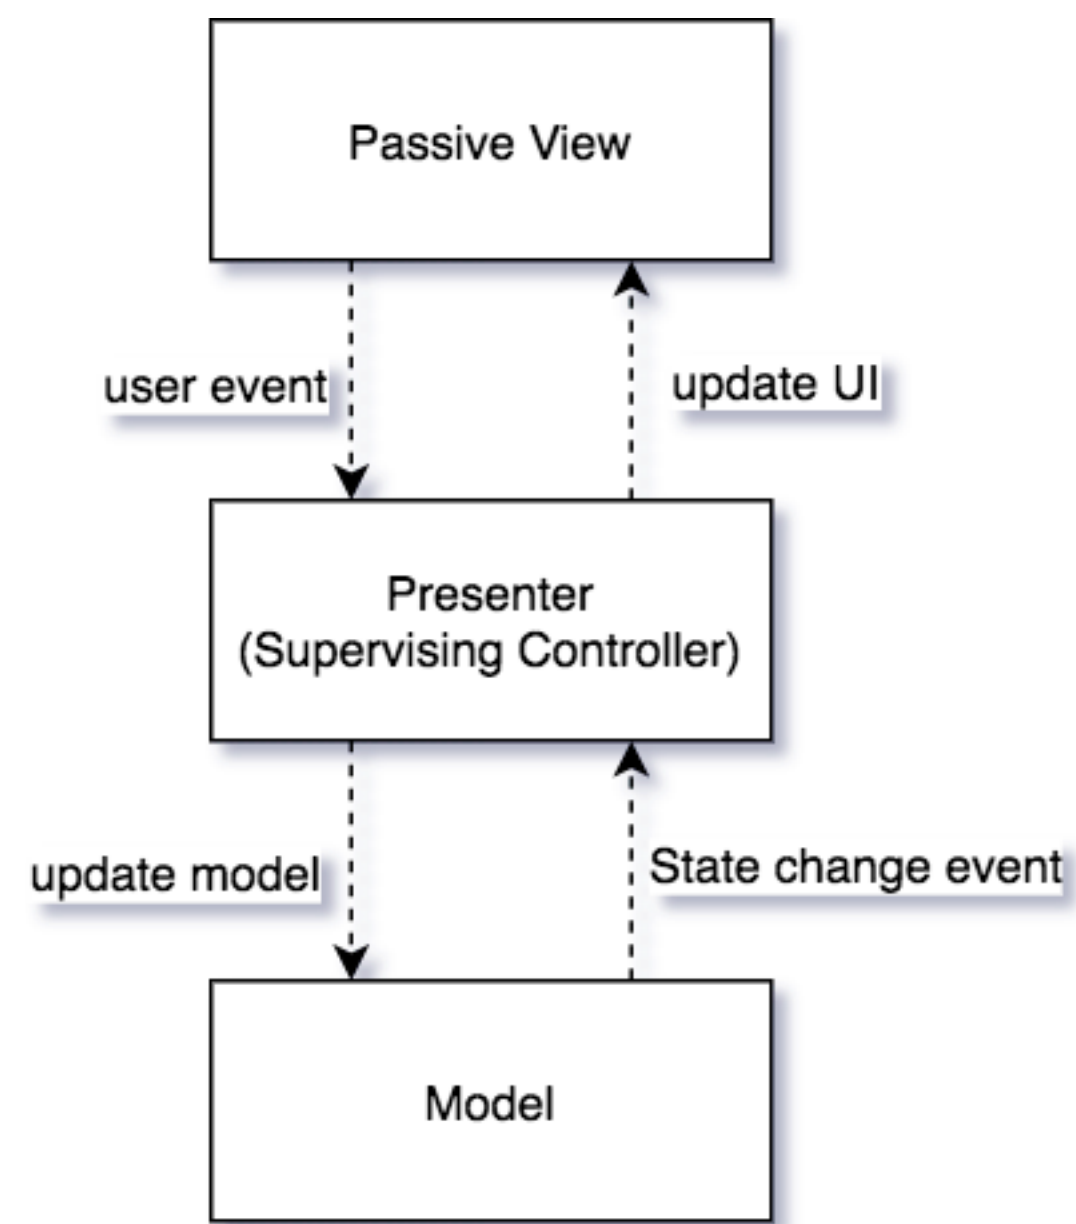 Passive View
user event
update UI
Presenter
(Supervising Controller)
update model
State change event
Model